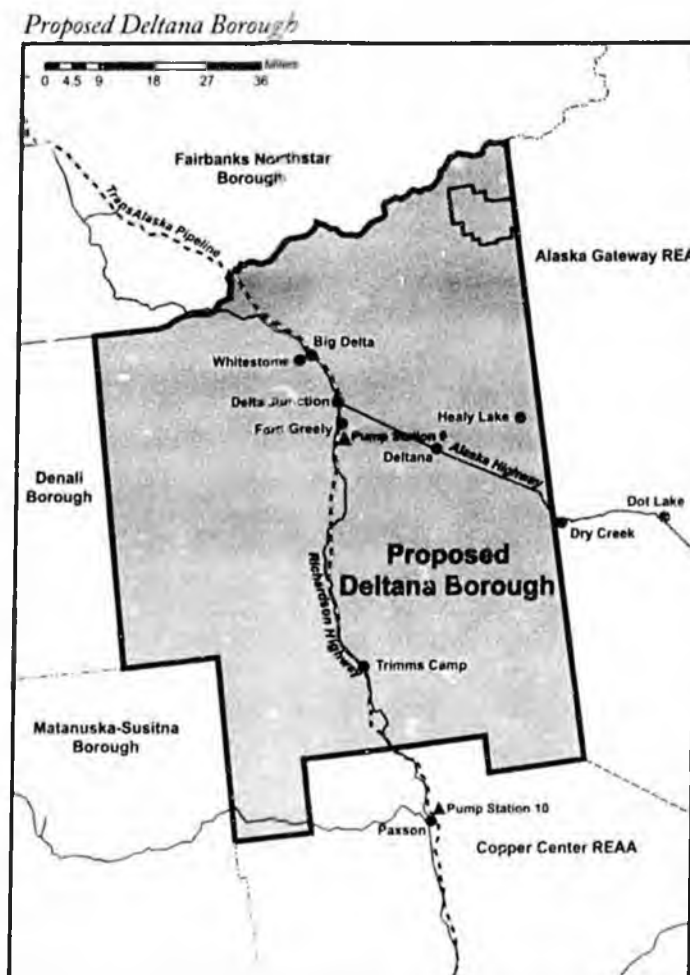 Proposed Deltana Borough
Miles
0 4.5 9 18 27 36
Fairbanks Northstar
Borough
TransAlaska Pipeline
Alaska Gateway REA
Big Delta
Whitestome
Delta Junction
Healy Lake
Fort Greely
Pump Station 9
Alaska Highway
Deltana
Denali
Borough
Dot Lake
Dry Creek
Proposed
Deltana Borough
Richardson Highway
Trimms Camp
Matanuska-Susitna
Borough
Pump Station 10
Paxson
Copper Center REAA